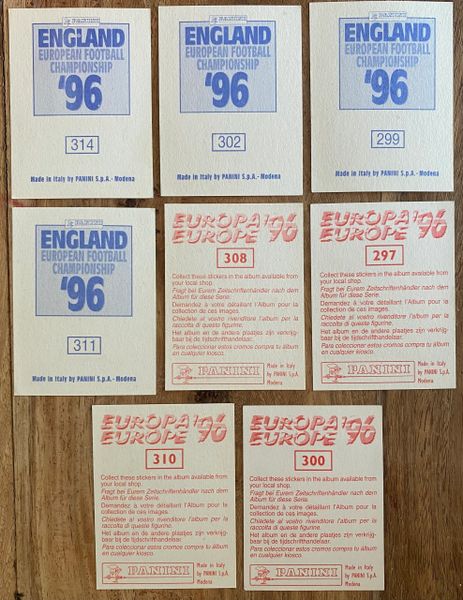 PANINI
ENGLAND
EUROPEAN FOOTBALL
CHAMPIONSHIP
'96
314
Made in Italy by PANINI S.p.A. - Modena
PANINI
ENGLAND
EUROPEAN FOOTBALL
CHAMPIONSHIP
'96
302
Made in Italy by PANINI S.p.A. - Modena
PANINI
ENGLAND
EUROPEAN FOOTBALL
CHAMPIONSHIP
'96
299
Made in Italy by PANINI S.p.A. - Modena
PANINI
ENGLAND
EUROPEAN FOOTBALL
CHAMPIONSHIP
'96
311
Made in Italy by PANINI S.p.A. - Modena
EUROPA
EUROPE '96
308
Collect these stickers in the album available from
your local shop.
Fragt bei Eurem Zeitschriftenhändler nach dem
Album für diese Serie.
Demandez à votre détaillant l'Album pour la
collection de ces images.
Chiedete al vostro rivenditore l'album per la
raccolta di queste figurine.
Het album en de andere plaatjes zijn verkrijg-
baar bij de tijdschrifthandelaar.
Para coleccionar estos cromos compra tu álbum
en cualquier kiosco.
PANINI
Made in Italy
by PANINI S.p.A.
Modena
EUROPA
EUROPE '96
297
Collect these stickers in the album available from
your local shop.
Fragt bei Eurem Zeitschriftenhändler nach dem
Album für diese Serie.
Demandez à votre détaillant l'Album pour la
collection de ces images.
Chiedete al vostro rivenditore l'album per la
raccolta di queste figurine.
Het album en de andere plaatjes zijn verkrijg-
baar bij de tijdschrifthandelaar.
Para coleccionar estos cromos compra tu álbum
en cualquier kiosco.
PANINI
Made in Italy
by PANINI S.p.A.
Modena
EUROPA
EUROPE '96
310
Collect these stickers in the album available from
your local shop.
Fragt bei Eurem Zeitschriftenhändler nach dem
Album für diese Serie.
Demandez à votre détaillant l'Album pour la
collection de ces images.
Chiedete al vostro rivenditore l'album per la
raccolta di queste figurine.
Het album en de andere plaatjes zijn verkrijg-
baar bij de tijdschrifthandelaar.
Para coleccionar estos cromos compra tu álbum
en cualquier kiosco.
PANINI
Made in Italy
by PANINI S.p.A.
Modena
EUROPA
EUROPE '96
300
Collect these stickers in the album available from
your local shop.
Fragt bei Eurem Zeitschriftenhändler nach dem
Album für diese Serie.
Demandez à votre détaillant l'Album pour la
collection de ces images.
Chiedete al vostro rivenditore l'album per la
raccolta di queste figurine.
Het album en de andere plaatjes zijn verkrijg-
baar bij de tijdschrifthandelaar.
Para coleccionar estos cromos compra tu álbum
en cualquier kiosco.
PANINI
Made in Italy
by PANINI S.p.A.
Modena